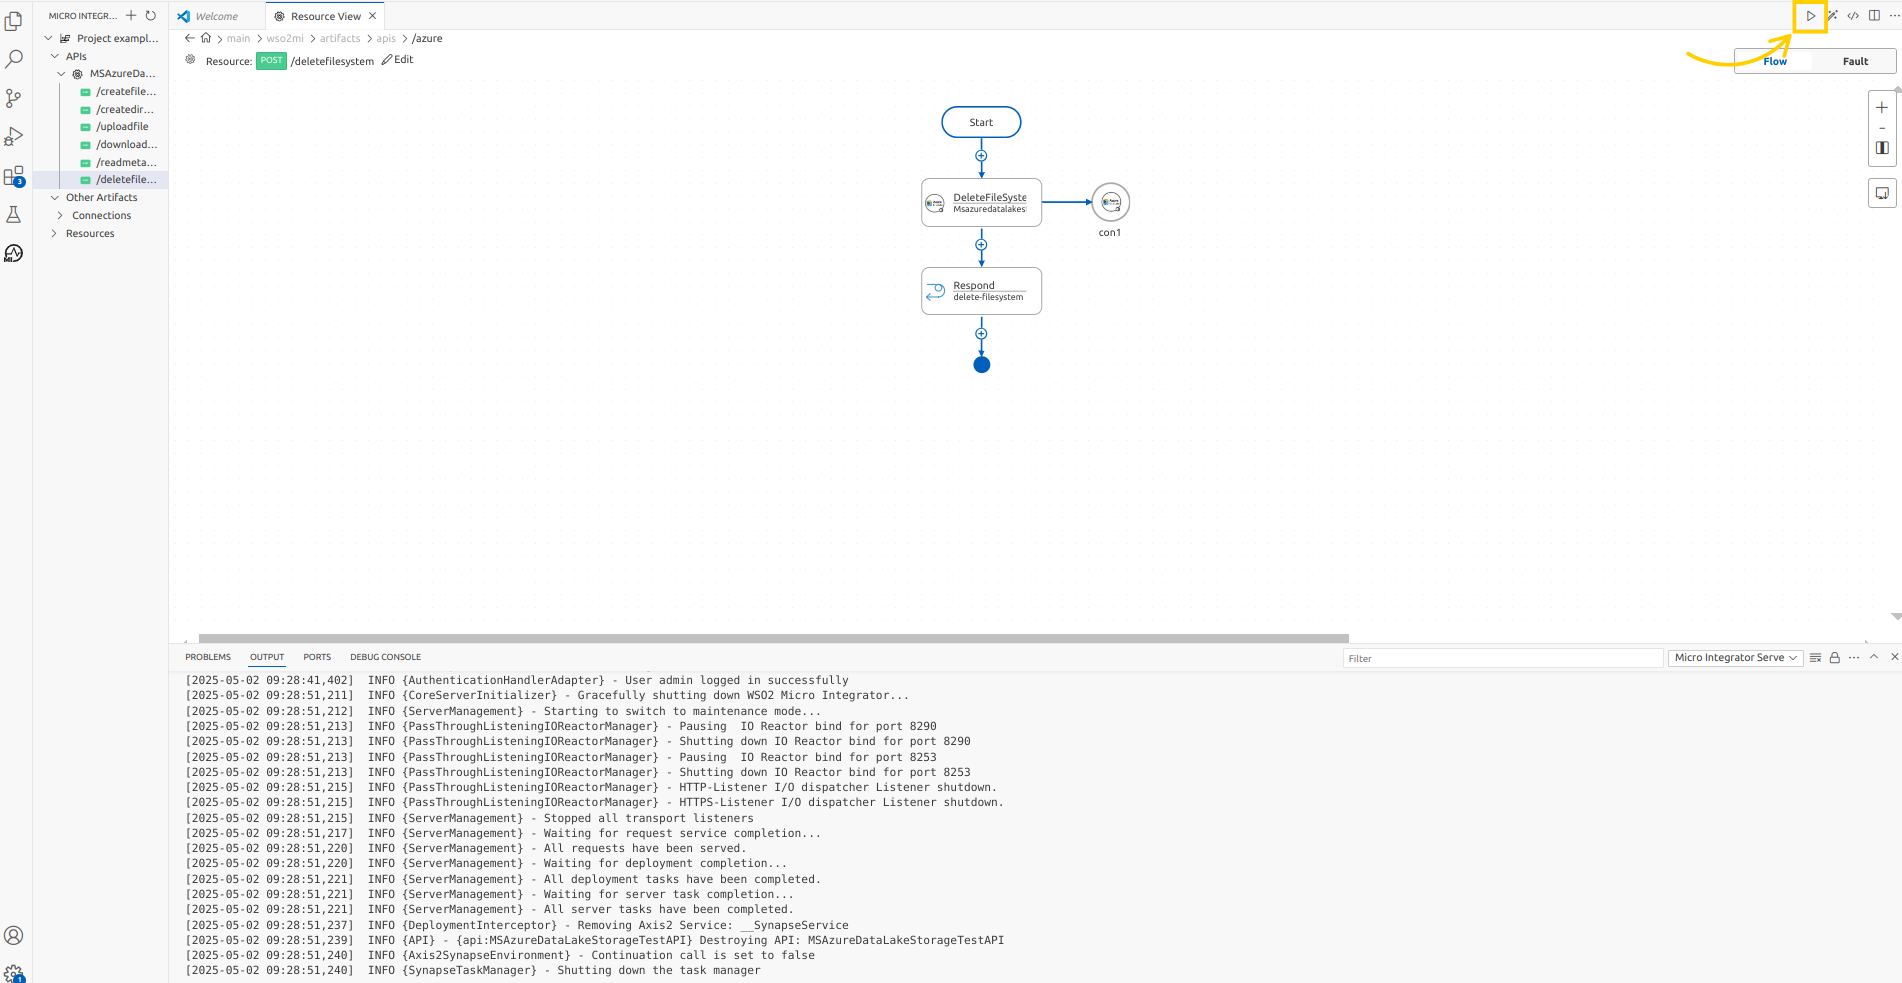 MICRO INTEGR...
Welcome
Resource View
Project exampl...
main
wso2mi
artifacts
apis
/azure
APIs
Resource:
POST
/deletefilesystem
Edit
Flow
Fault
MSAzureDa...
/createfile...
/createdir...
/uploadfile
/download...
/readmeta...
/deletefile...
Other Artifacts
Connections
Resources
3
Start
DeleteFileSyste
Msazuredatalakes
con1
Respond
delete-filesystem
PROBLEMS
OUTPUT
PORTS
DEBUG CONSOLE
Filter
Micro Integrator Serve
[2025-05-02 09:28:41,402]  INFO {AuthenticationHandlerAdapter} - User admin logged in successfully
[2025-05-02 09:28:51,211]  INFO {CoreServerInitializer} - Gracefully shutting down WSO2 Micro Integrator...
[2025-05-02 09:28:51,212]  INFO {ServerManagement} - Starting to switch to maintenance mode...
[2025-05-02 09:28:51,213]  INFO {PassThroughListeningIOReactorManager} - Pausing  IO Reactor bind for port 8290
[2025-05-02 09:28:51,213]  INFO {PassThroughListeningIOReactorManager} - Shutting down IO Reactor bind for port 8290
[2025-05-02 09:28:51,213]  INFO {PassThroughListeningIOReactorManager} - Pausing  IO Reactor bind for port 8253
[2025-05-02 09:28:51,213]  INFO {PassThroughListeningIOReactorManager} - Shutting down IO Reactor bind for port 8253
[2025-05-02 09:28:51,215]  INFO {PassThroughListeningIOReactorManager} - HTTP-Listener I/O dispatcher Listener shutdown.
[2025-05-02 09:28:51,215]  INFO {PassThroughListeningIOReactorManager} - HTTPS-Listener I/O dispatcher Listener shutdown.
[2025-05-02 09:28:51,215]  INFO {ServerManagement} - Stopped all transport listeners
[2025-05-02 09:28:51,217]  INFO {ServerManagement} - Waiting for request service completion...
[2025-05-02 09:28:51,220]  INFO {ServerManagement} - All requests have been served.
[2025-05-02 09:28:51,220]  INFO {ServerManagement} - Waiting for deployment completion...
[2025-05-02 09:28:51,221]  INFO {ServerManagement} - All deployment tasks have been completed.
[2025-05-02 09:28:51,221]  INFO {ServerManagement} - Waiting for server task completion...
[2025-05-02 09:28:51,221]  INFO {ServerManagement} - All server tasks have been completed.
[2025-05-02 09:28:51,237]  INFO {DeploymentInterceptor} - Removing Axis2 Service: __SynapseService
[2025-05-02 09:28:51,239]  INFO {API} - {api:MSAzureDataLakeStorageTestAPI} Destroying API: MSAzureDataLakeStorageTestAPI
[2025-05-02 09:28:51,240]  INFO {Axis2SynapseEnvironment} - Continuation call is set to false
[2025-05-02 09:28:51,240]  INFO {SynapseTaskManager} - Shutting down the task manager
1